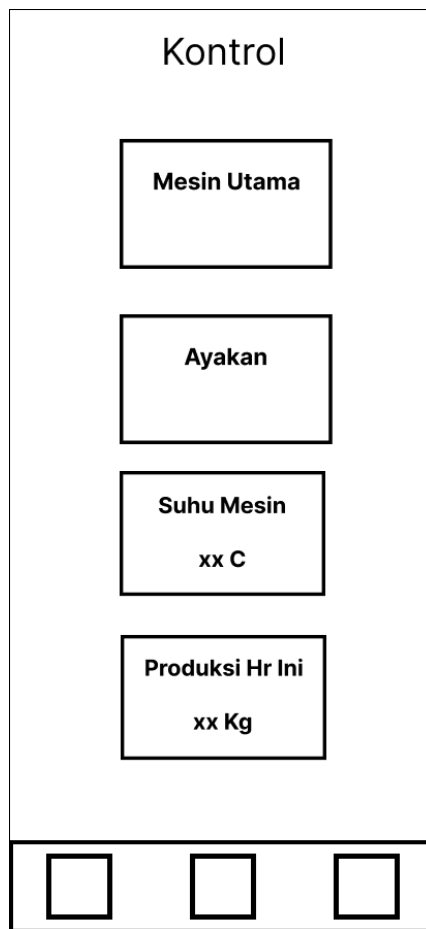 Kontrol
Mesin Utama
Ayakan
Suhu Mesin
xx C
Produksi Hr Ini
xx Kg